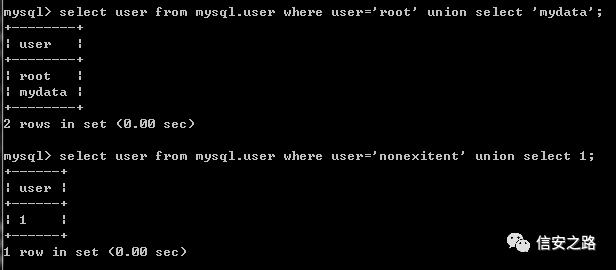 mysql> select user from mysql.user where user='root' union select 'mydata';
+--------+
¦ user   ¦
+--------+
¦ root   ¦
¦ mydata ¦
+--------+
2 rows in set (0.00 sec)
mysql> select user from mysql.user where user='nonexitent' union select 1;
+------+
¦ user ¦
+------+
¦ 1    ¦
+------+
1 row in set (0.00 sec)
信安之路